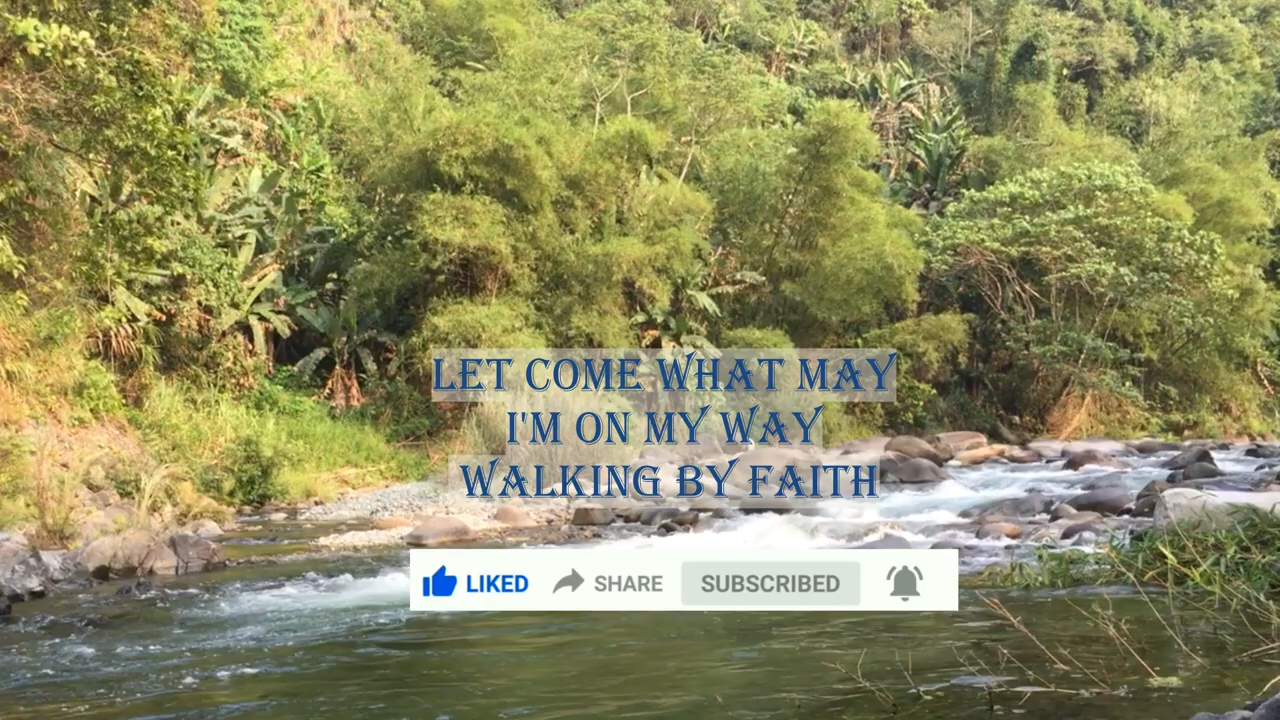 LET COME WHAT MAY
I'M ON MY WAY
WALKING BY FAITH
LIKED SHARE SUBSCRIBED